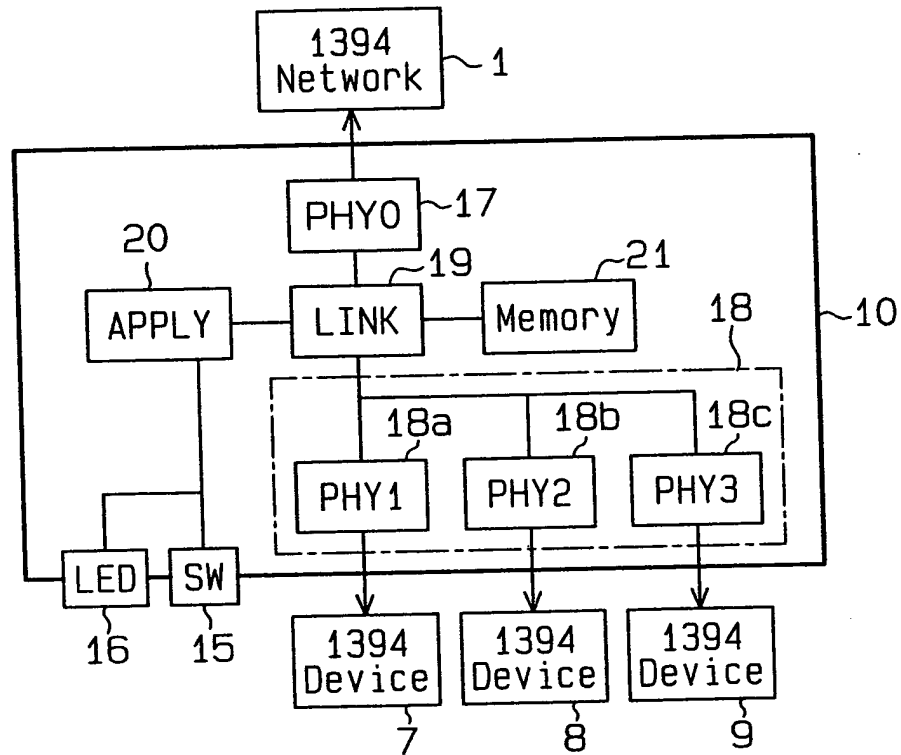 1394
Network
1
PHY0
17
20
19
21
APPLY
LINK
Memory
18
10
18a
18b
18c
PHY1
PHY2
PHY3
LED
SW
16
15
1394
Device
1394
Device
1394
Device
7
8
9